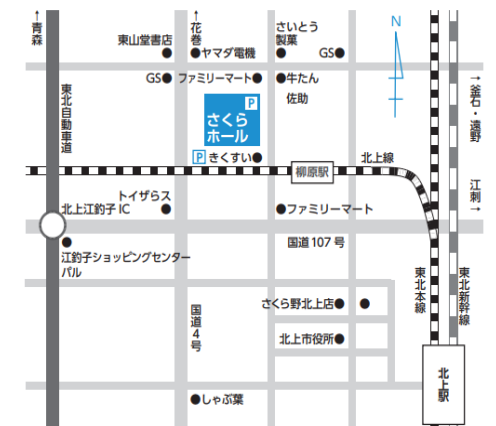 ←青森
←花巻
N
さいとう
製菓
東山堂書店
●ヤマダ電機
GS●
GS●
ファミリーマート●
●牛たん
佐助
→釜石・遠野
東北自動車道
P
さくら
ホール
P きくすい●
北上線
柳原駅
江刺→
トイザらス
北上江釣子IC
●ファミリーマート
国道107号
江釣子ショッピングセンター
パル
東北本線
東北新幹線
国道4号
さくら野北上店●
北上市役所●
北上駅
●しゃぶ葉